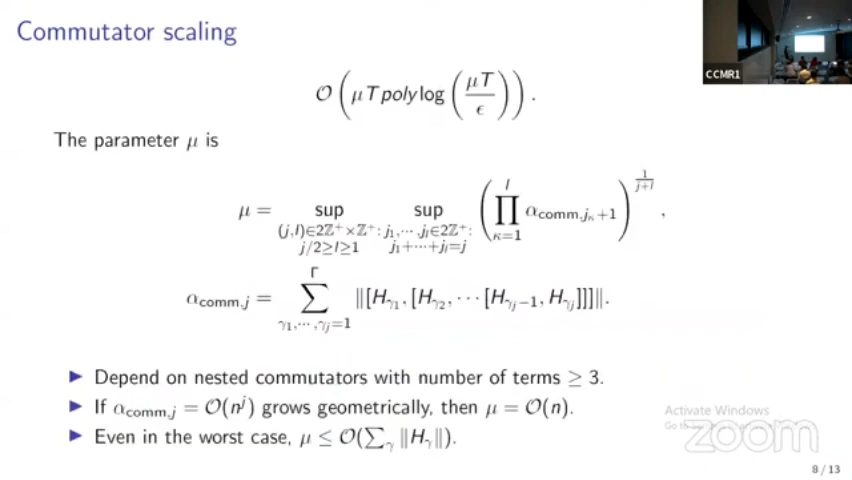 Commutator scaling
CCMR1
O(μT polylog(μT/ϵ)).
The parameter μ is
μ = sup_{(j,l)∈2ℤ⁺×ℤ⁺: j/2≥l≥1} sup_{j₁,⋯,j_l∈2ℤ⁺: j₁+⋯+j_l=j} (∏_{κ=1}^{l} α_{comm,j_κ+1})^{1/(j+l)},
α_{comm,j} = ∑_{γ₁,⋯,γ_j=1}^{Γ} ‖[H_{γ₁}, [H_{γ₂}, ⋯ [H_{γ_j−1}, H_{γ_j}]]]‖.
▶ Depend on nested commutators with number of terms ≥ 3.
▶ If α_{comm,j} = O(n^j) grows geometrically, then μ = O(n).
▶ Even in the worst case, μ ≤ O(∑_γ ‖H_γ‖).
Activate Windows
Go to
zoom
8 / 13